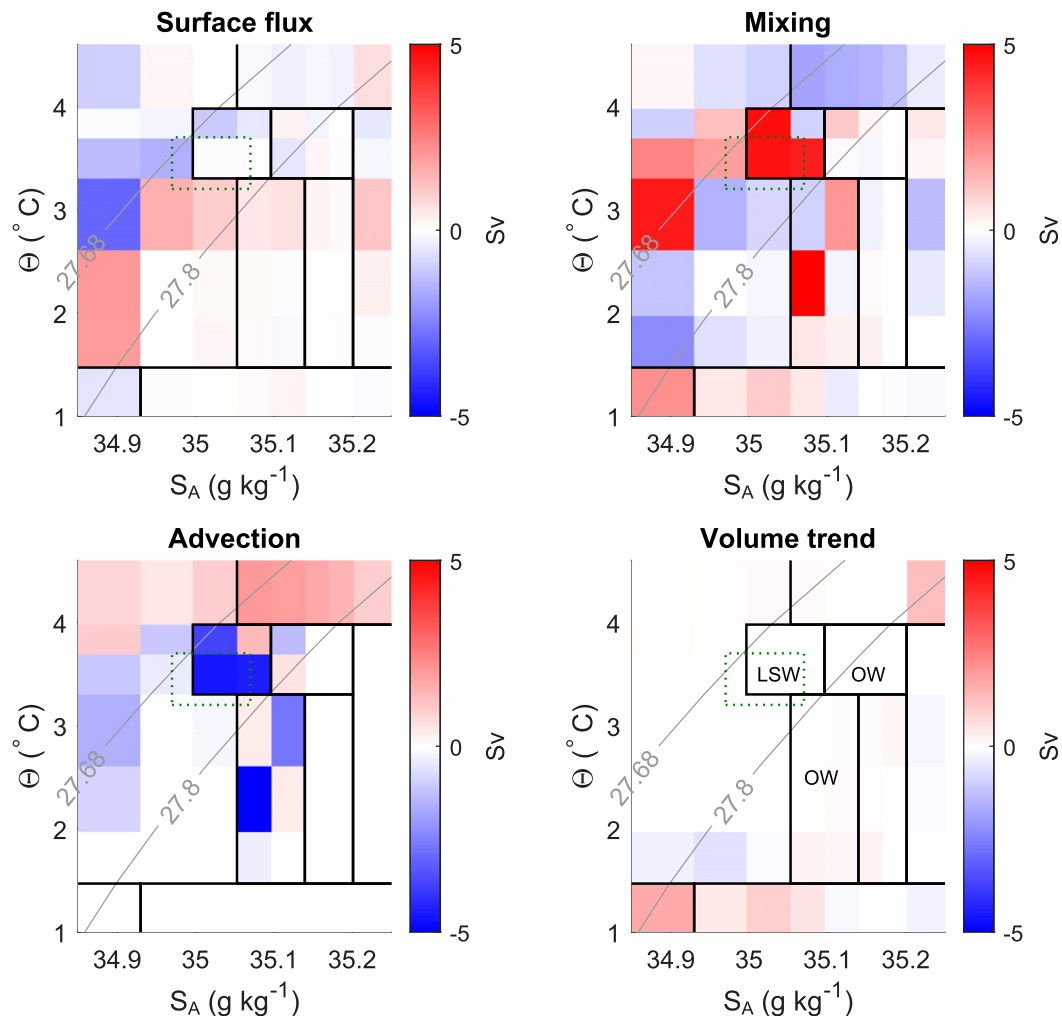 Surface flux
5
4
3
2
1
Θ (° C)
27.68
27.8
0
Sv
-5
34.9 35 35.1 35.2
S_A (g kg⁻¹)
Mixing
5
4
3
2
1
Θ (° C)
27.68
27.8
0
Sv
-5
34.9 35 35.1 35.2
S_A (g kg⁻¹)
Advection
5
4
3
2
1
Θ (° C)
27.68
27.8
0
Sv
-5
34.9 35 35.1 35.2
S_A (g kg⁻¹)
Volume trend
5
4
3
2
1
Θ (° C)
LSW
OW
27.68
27.8
OW
0
Sv
-5
34.9 35 35.1 35.2
S_A (g kg⁻¹)